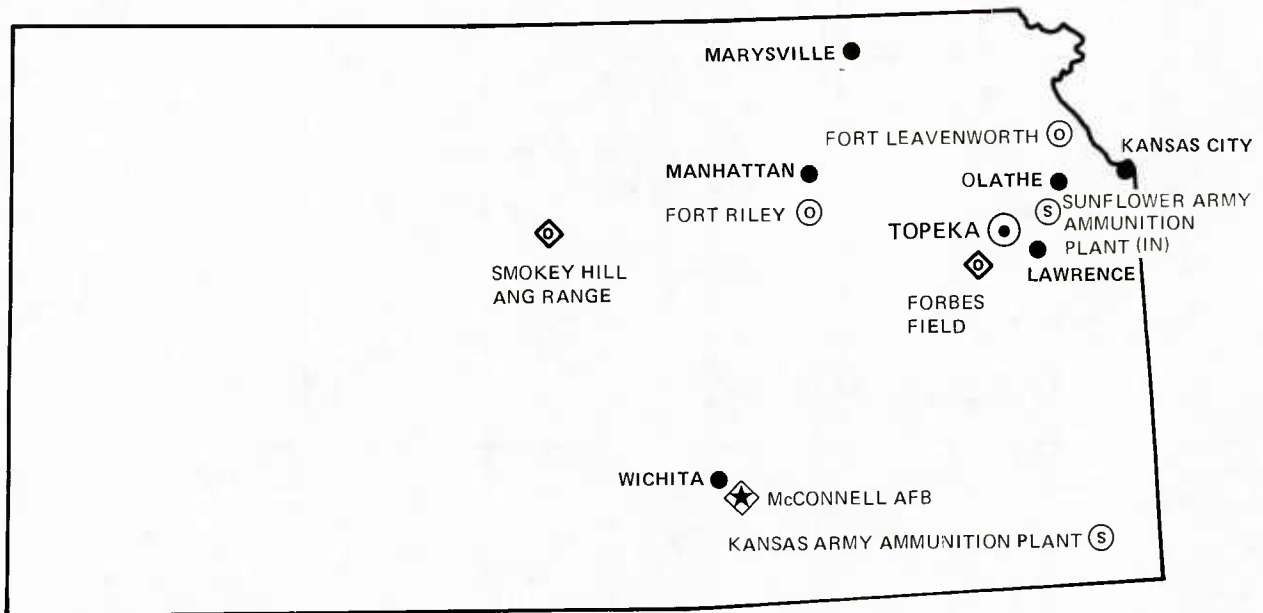 MARYSVILLE
FORT LEAVENWORTH O
KANSAS CITY
MANHATTAN
OLATHE
FORT RILEY O
S SUNFLOWER ARMY
AMMUNITION
PLANT (IN)
TOPEKA
LAWRENCE
O
SMOKEY HILL
ANG RANGE
O
FORBES
FIELD
WICHITA
McCONNELL AFB
KANSAS ARMY AMMUNITION PLANT S